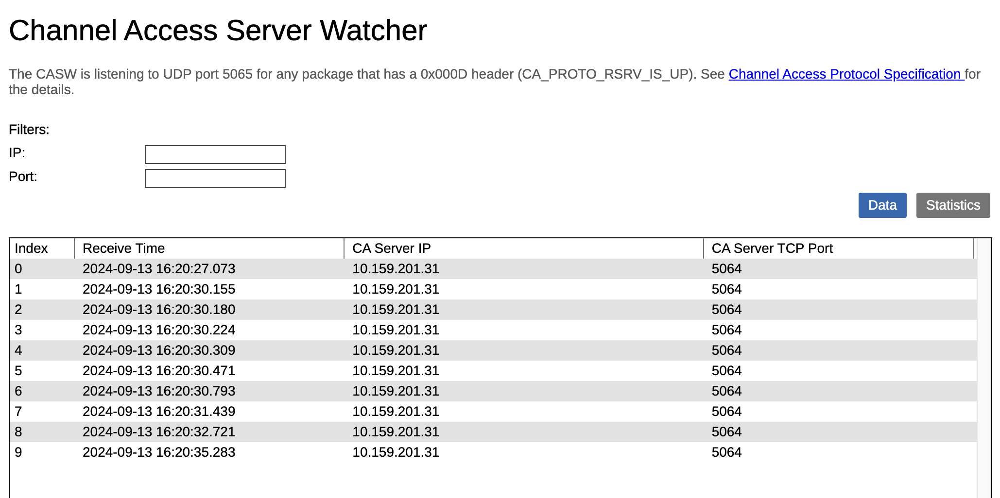 Channel Access Server Watcher
The CASW is listening to UDP port 5065 for any package that has a 0x000D header (CA_PROTO_RSRV_IS_UP). See Channel Access Protocol Specification for
the details.
Filters:
IP:
Port:
Data Statistics
Index Receive Time CA Server IP CA Server TCP Port
0 2024-09-13 16:20:27.073 10.159.201.31 5064
1 2024-09-13 16:20:30.155 10.159.201.31 5064
2 2024-09-13 16:20:30.180 10.159.201.31 5064
3 2024-09-13 16:20:30.224 10.159.201.31 5064
4 2024-09-13 16:20:30.309 10.159.201.31 5064
5 2024-09-13 16:20:30.471 10.159.201.31 5064
6 2024-09-13 16:20:30.793 10.159.201.31 5064
7 2024-09-13 16:20:31.439 10.159.201.31 5064
8 2024-09-13 16:20:32.721 10.159.201.31 5064
9 2024-09-13 16:20:35.283 10.159.201.31 5064